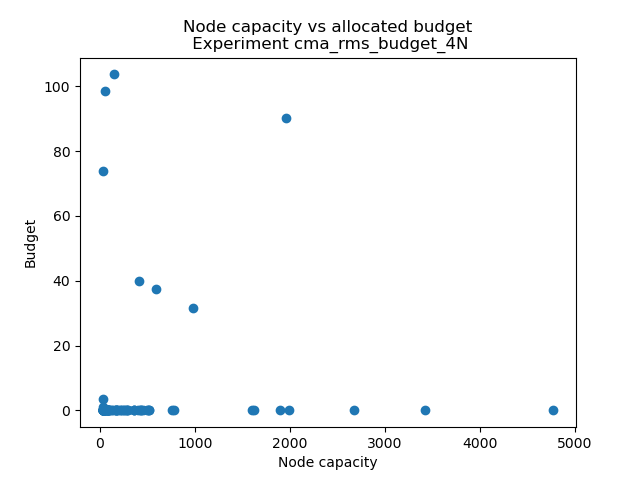 Node capacity vs allocated budget
Experiment cma_rms_budget_4N
100
80
60
40
20
0
Budget
0 1000 2000 3000 4000 5000
Node capacity